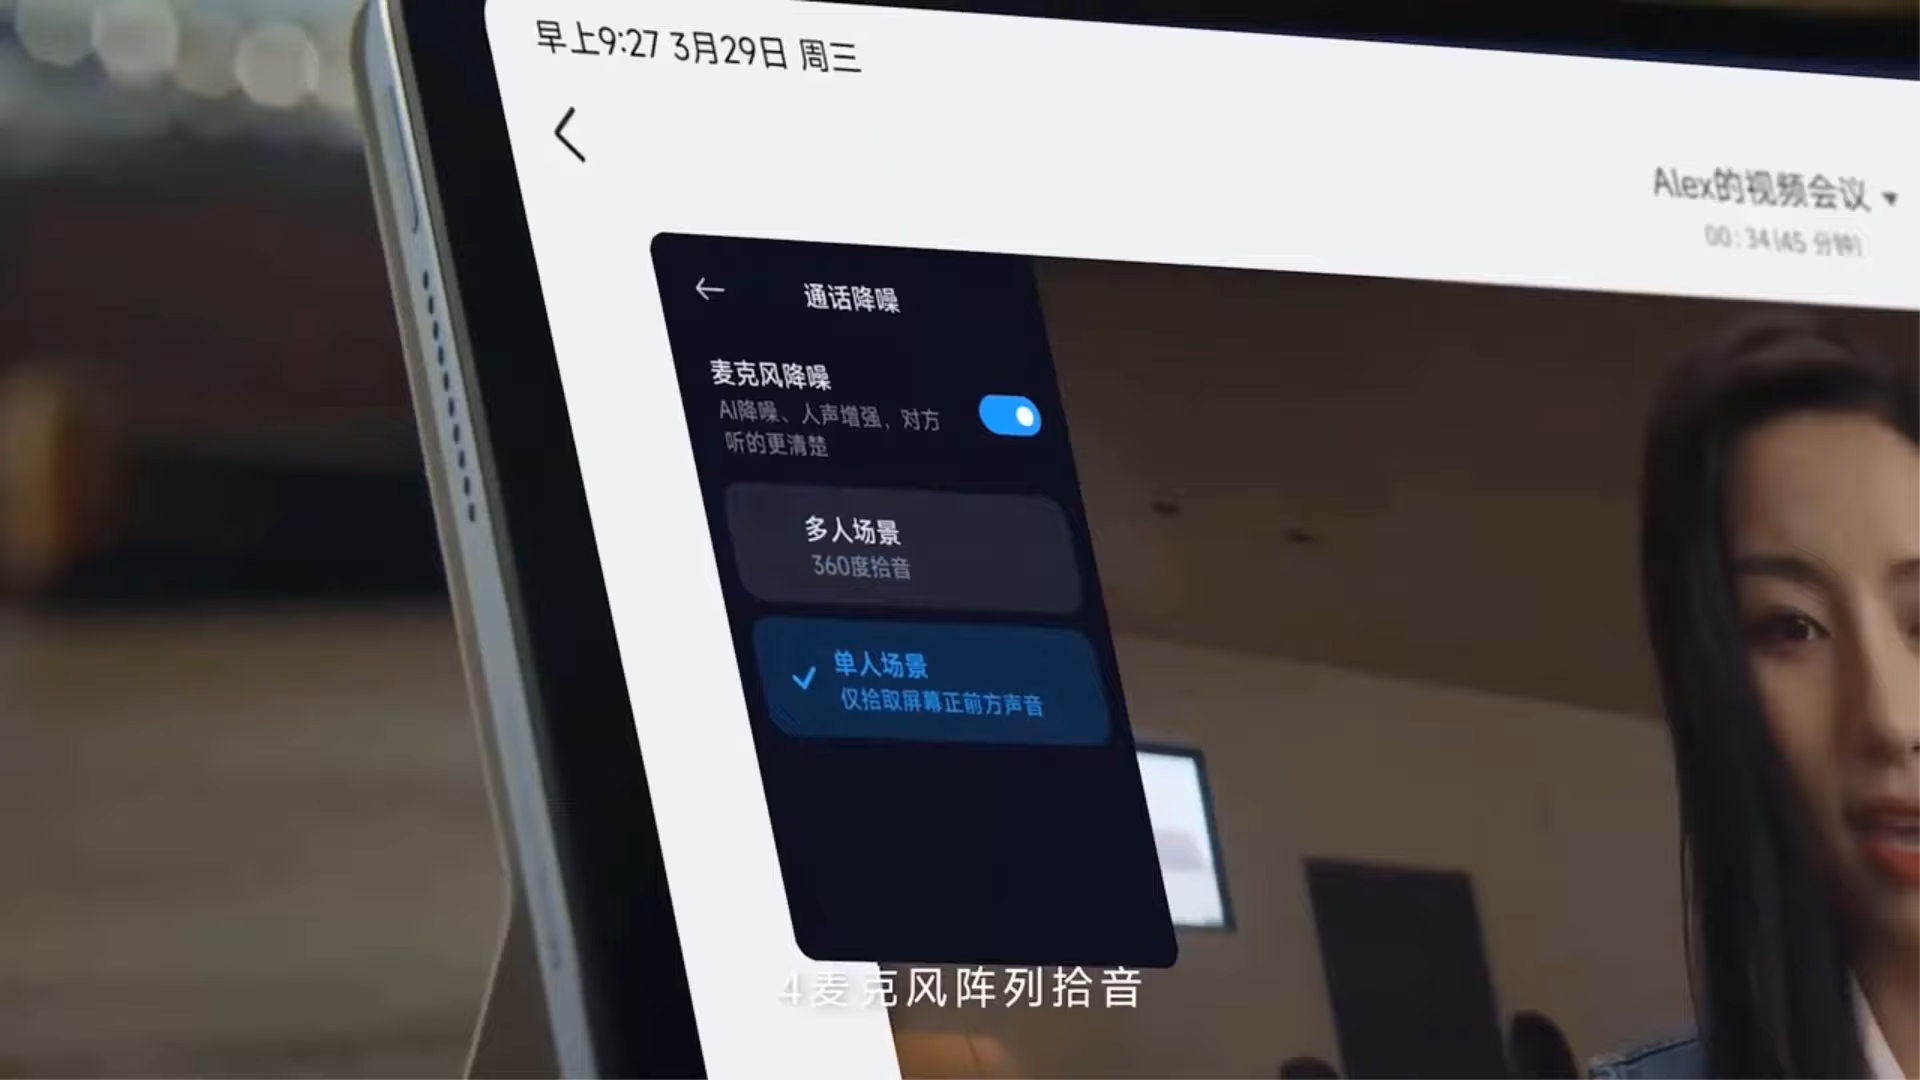 早上9:27 3月29日 周三
Alex的视频会议
00:34(45 分钟)
通话降噪
麦克风降噪
AI降噪、人声增强，对方
听的更清楚
多人场景
360度拾音
单人场景
仅拾取屏幕正前方声音
4麦克风阵列拾音